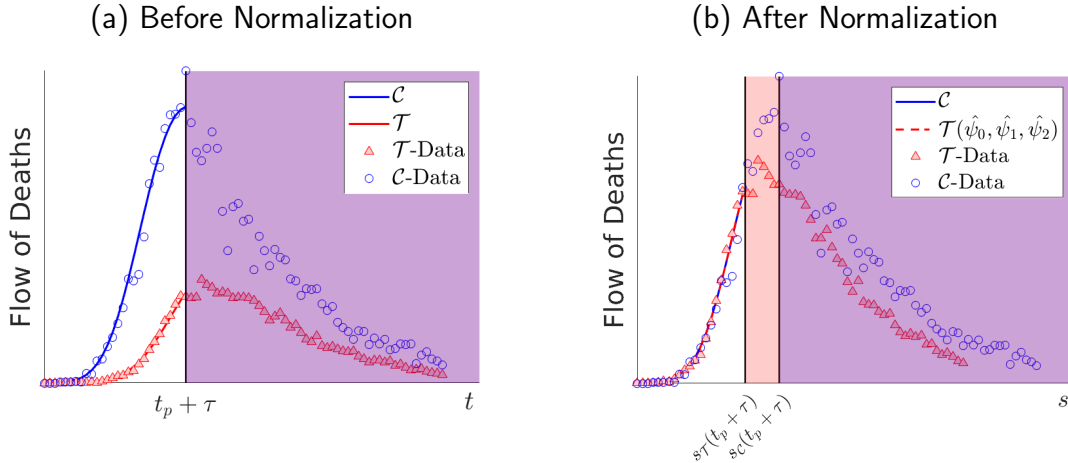 (a) Before Normalization
Flow of Deaths
𝒞
𝒯
𝒯-Data
𝒞-Data
t_p + τ
t
(b) After Normalization
Flow of Deaths
𝒞
𝒯(ψ̂_0, ψ̂_1, ψ̂_2)
𝒯-Data
𝒞-Data
s_𝒯(t_p + τ)
s_𝒞(t_p + τ)
s